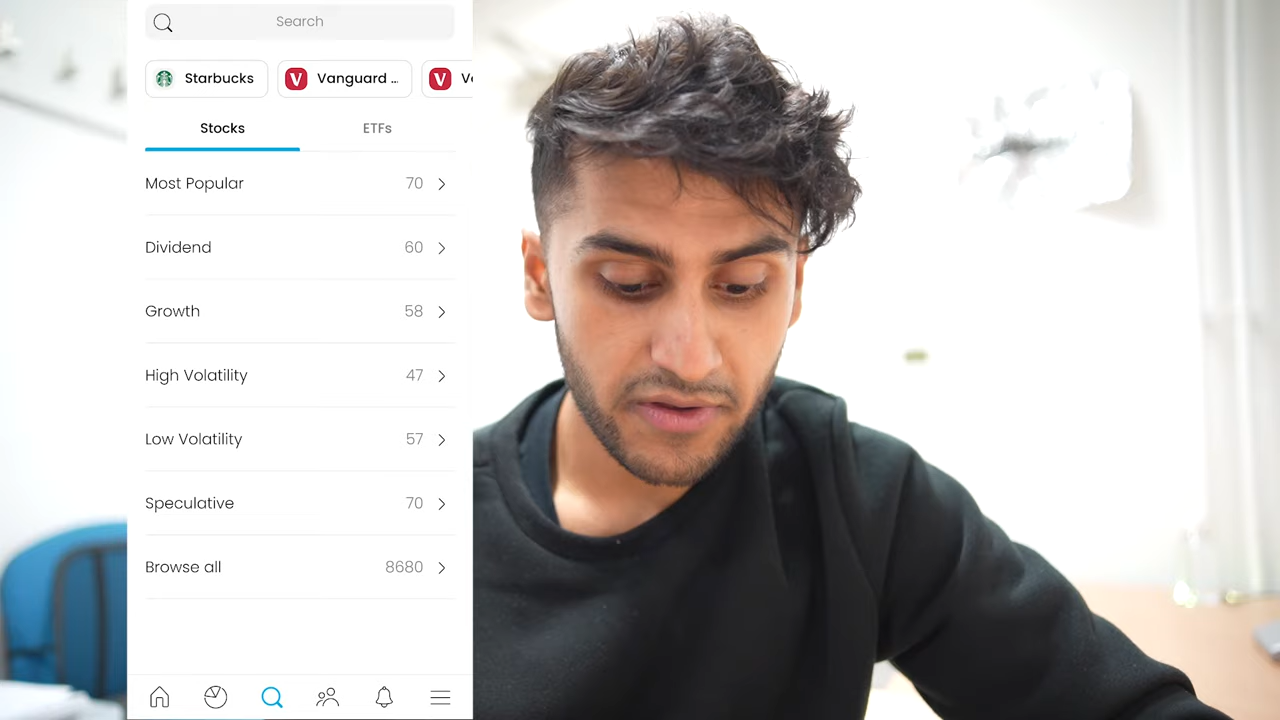 Search
Starbucks
V Vanguard ...
V
Stocks ETFs
Most Popular 70
Dividend 60
Growth 58
High Volatility 47
Low Volatility 57
Speculative 70
Browse all 8680